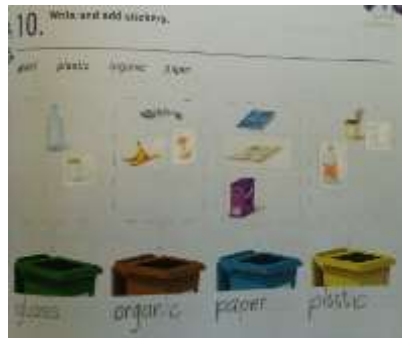 10. Write and add stickers.
glass plastic organic paper
glass organic paper plastic